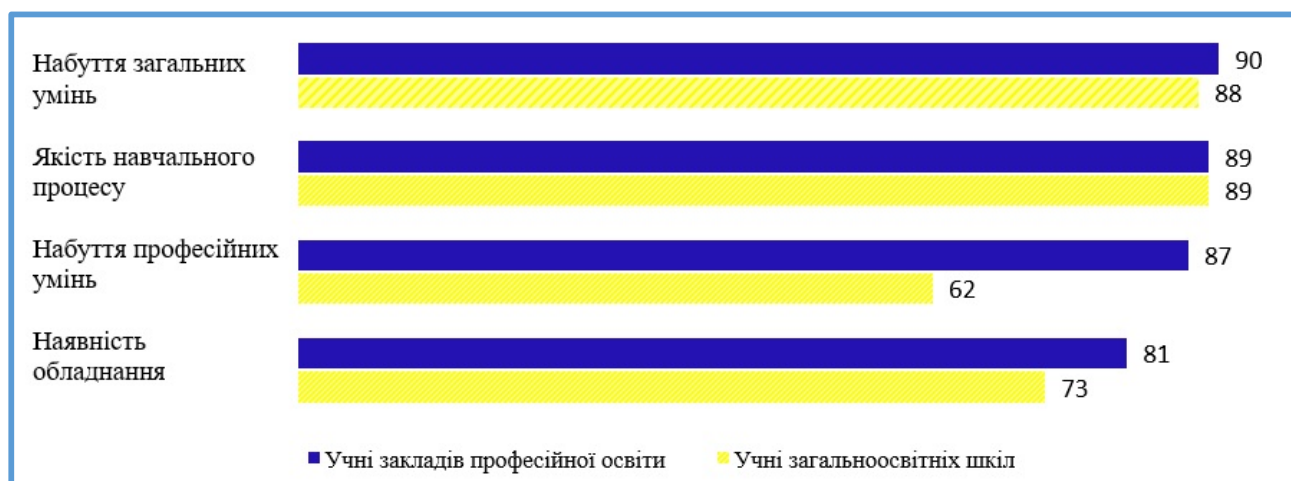 Набуття загальних
умінь
90
88
Якість навчального
процесу
89
89
Набуття професійних
умінь
87
62
Наявність
обладнання
81
73
Учні закладів професійної освіти
Учні загальноосвітніх шкіл